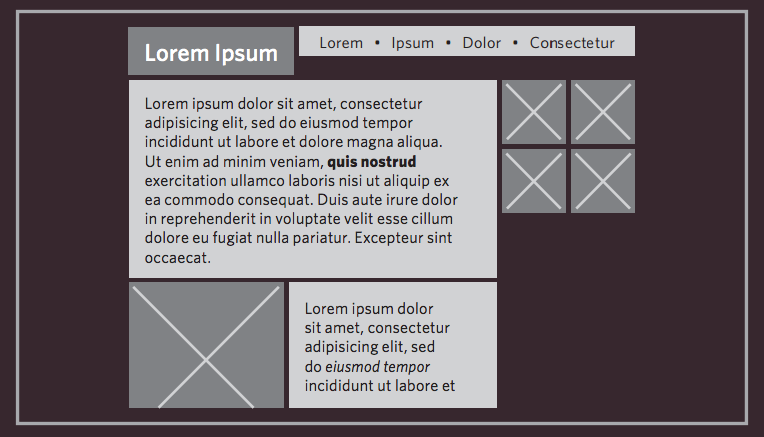 Lorem Ipsum
Lorem • Ipsum • Dolor • Consectetur
Lorem ipsum dolor sit amet, consectetur
adipisicing elit, sed do eiusmod tempor
incididunt ut labore et dolore magna aliqua.
Ut enim ad minim veniam, quis nostrud
exercitation ullamco laboris nisi ut aliquip ex
ea commodo consequat. Duis aute irure dolor
in reprehenderit in voluptate velit esse cillum
dolore eu fugiat nulla pariatur. Excepteur sint
occaecat.
Lorem ipsum dolor
sit amet, consectetur
adipisicing elit, sed
do eiusmod tempor
incididunt ut labore et